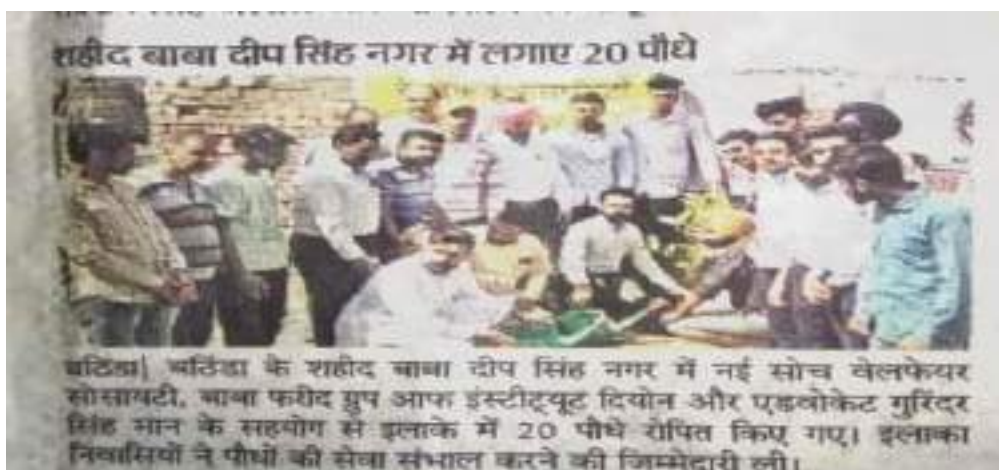 शहीद बाबा दीप सिंह नगर में लगाए 20 पौधे
बठिंडा| बठिंडा के शहीद बाबा दीप सिंह नगर में नई सोच वेलफेयर
सोसायटी, बाबा फरीद ग्रुप आफ इंस्टीट्यूट दियोन और एडवोकेट गुरिंदर
सिंह मान के सहयोग से इलाके में 20 पौधे रोपित किए गए। इलाका
निवासियों ने पौधों की सेवा संभाल करने की जिम्मेदारी ली।